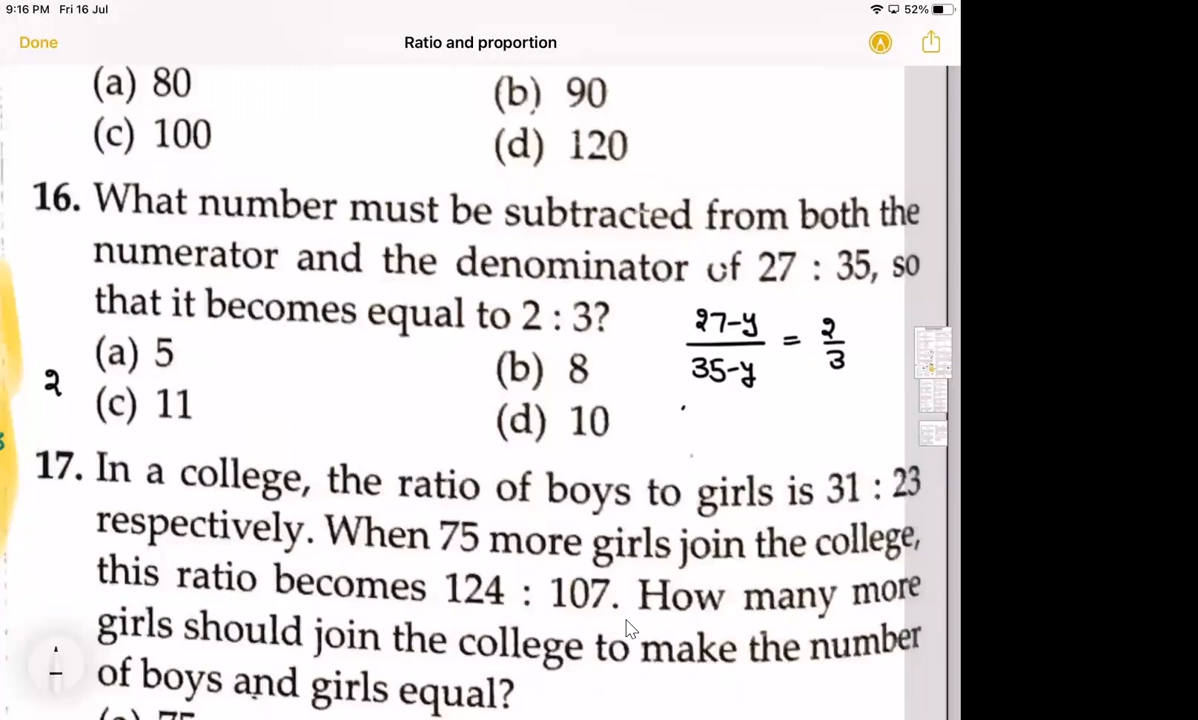 9:16 PM Fri 16 Jul 52%
Done Ratio and proportion
(a) 80 (b) 90
(c) 100 (d) 120
16. What number must be subtracted from both the
numerator and the denominator of 27 : 35, so
that it becomes equal to 2 : 3?
27-y / 35-y = 2/3
(a) 5 (b) 8
2
(c) 11 (d) 10
17. In a college, the ratio of boys to girls is 31 : 23
respectively. When 75 more girls join the college,
this ratio becomes 124 : 107. How many more
girls should join the college to make the number
of boys and girls equal?